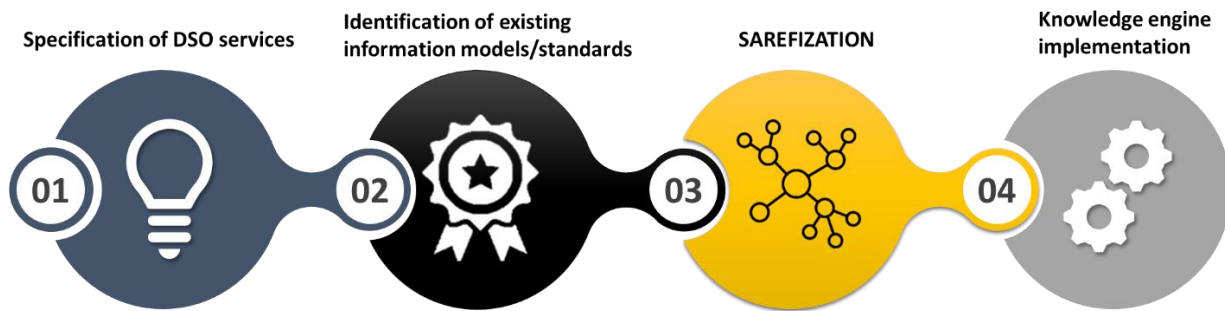 Specification of DSO services
Identification of existing
information models/standards
SAREFIZATION
Knowledge engine
implementation
01
02
03
04